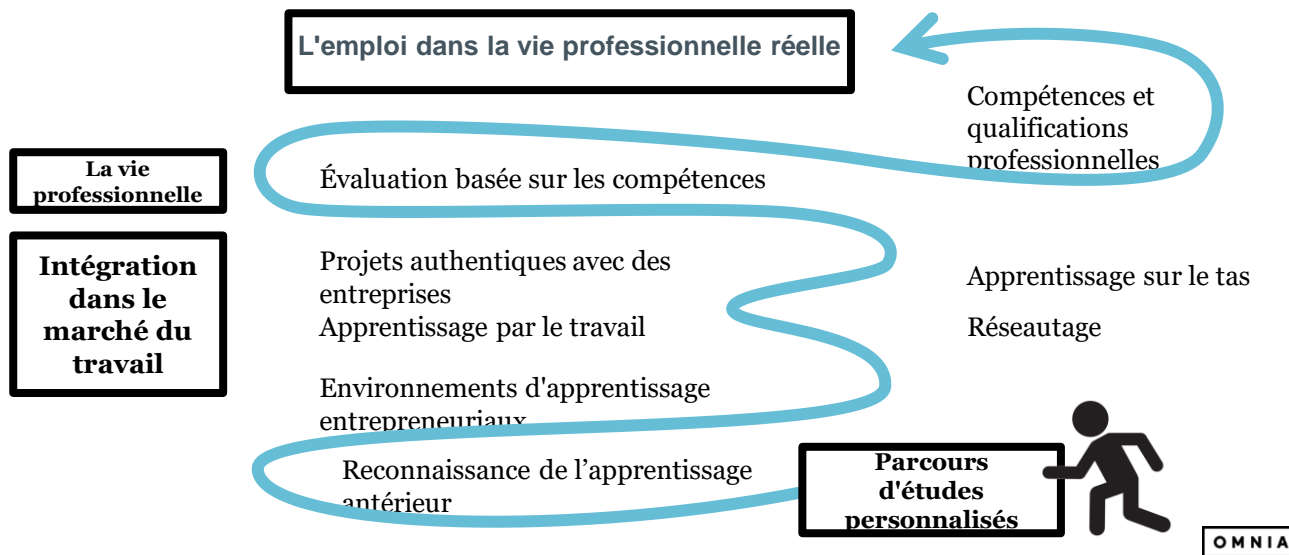 L'emploi dans la vie professionnelle réelle
Compétences et
qualifications
professionnelles
La vie
professionnelle
Évaluation basée sur les compétences
Intégration
dans le
marché du
travail
Projets authentiques avec des
entreprises
Apprentissage par le travail
Apprentissage sur le tas
Réseautage
Environnements d'apprentissage
entrepreneuriaux
Reconnaissance de l’apprentissage
antérieur
Parcours
d'études
personnalisés
OMNIA